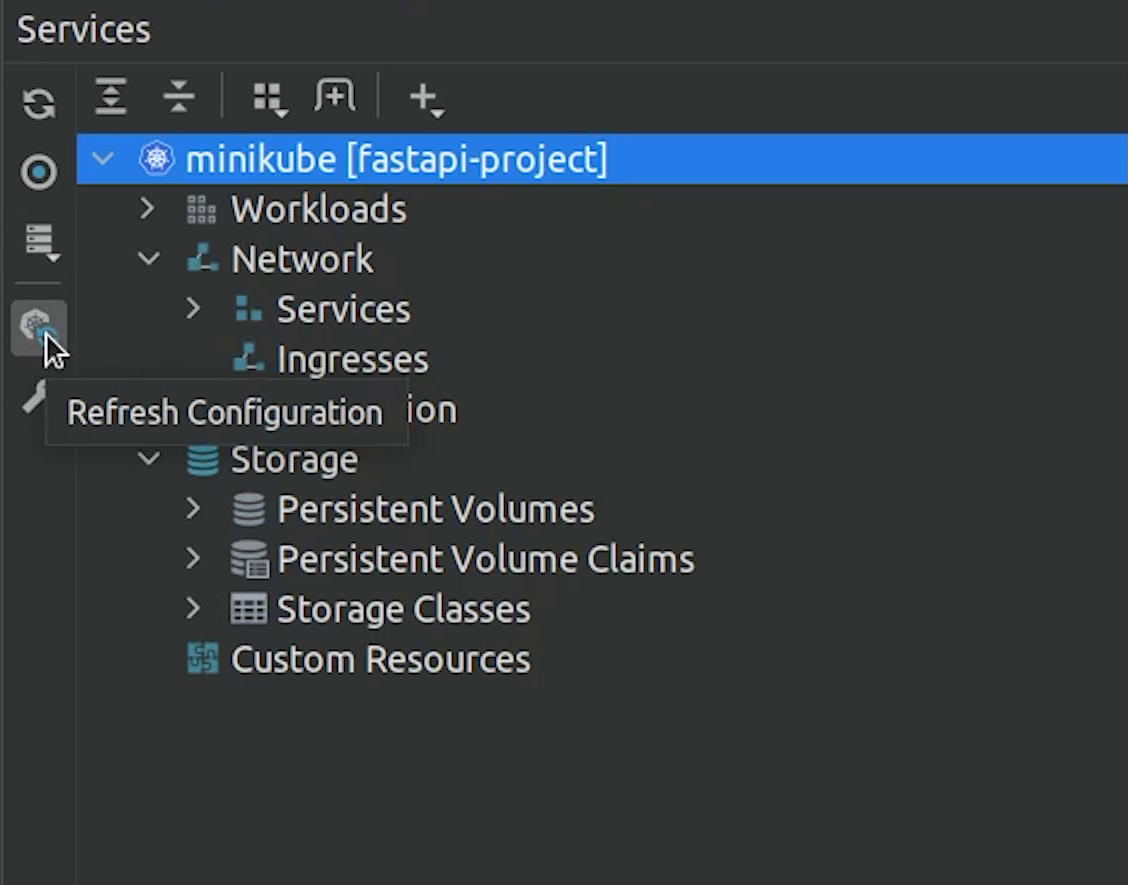 Services
minikube [fastapi-project]
Workloads
Network
Services
Ingresses
Refresh Configuration
Storage
Persistent Volumes
Persistent Volume Claims
Storage Classes
Custom Resources